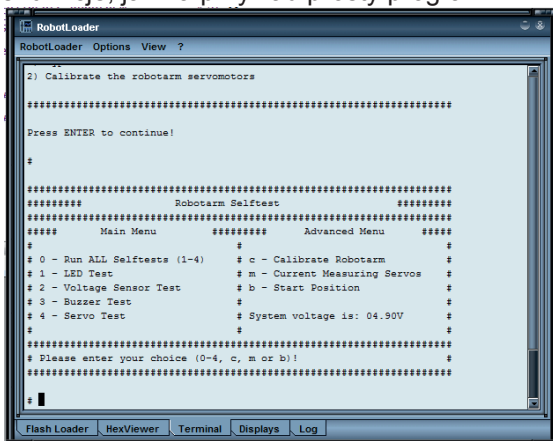 RobotLoader
RobotLoader Options View ?
2) Calibrate the robotarm servomotors
######################################################################
Press ENTER to continue!
#
######################################################################
######### Robotarm Selftest #########
######################################################################
##### Main Menu ######### Advanced Menu #####
# # #
# 0 - Run ALL Selftests (1-4) # c - Calibrate Robotarm #
# 1 - LED Test # m - Current Measuring Servos #
# 2 - Voltage Sensor Test # b - Start Position #
# 3 - Buzzer Test # #
# 4 - Servo Test # System voltage is: 04.90V #
# # #
######################################################################
# Please enter your choice (0-4, c, m or b)! #
######################################################################
#
Flash Loader HexViewer Terminal Displays Log